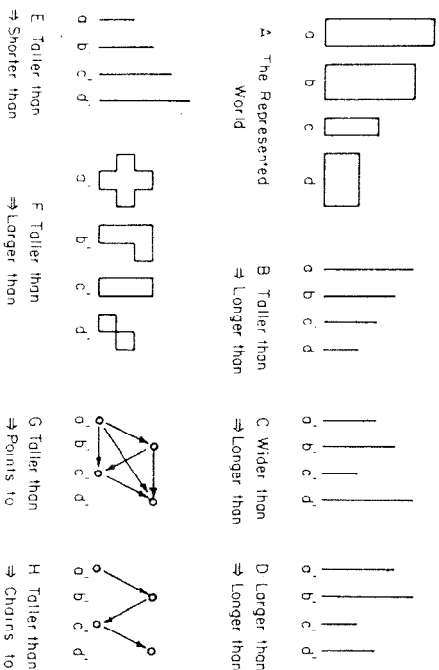 a b c d
A The Represented
World
a' b' c' d'
B Taller than
⇒ Longer than
a' b' c' d'
C Wider than
⇒ Longer than
a' b' c' d'
D Larger than
⇒ Longer than
a' b' c' d'
E Taller than
⇒ Shorter than
a' b' c' d'
F Taller than
⇒ Larger than
a' b' c' d'
G Taller than
⇒ Points to
a' b' c' d'
H Taller than
⇒ Chains to